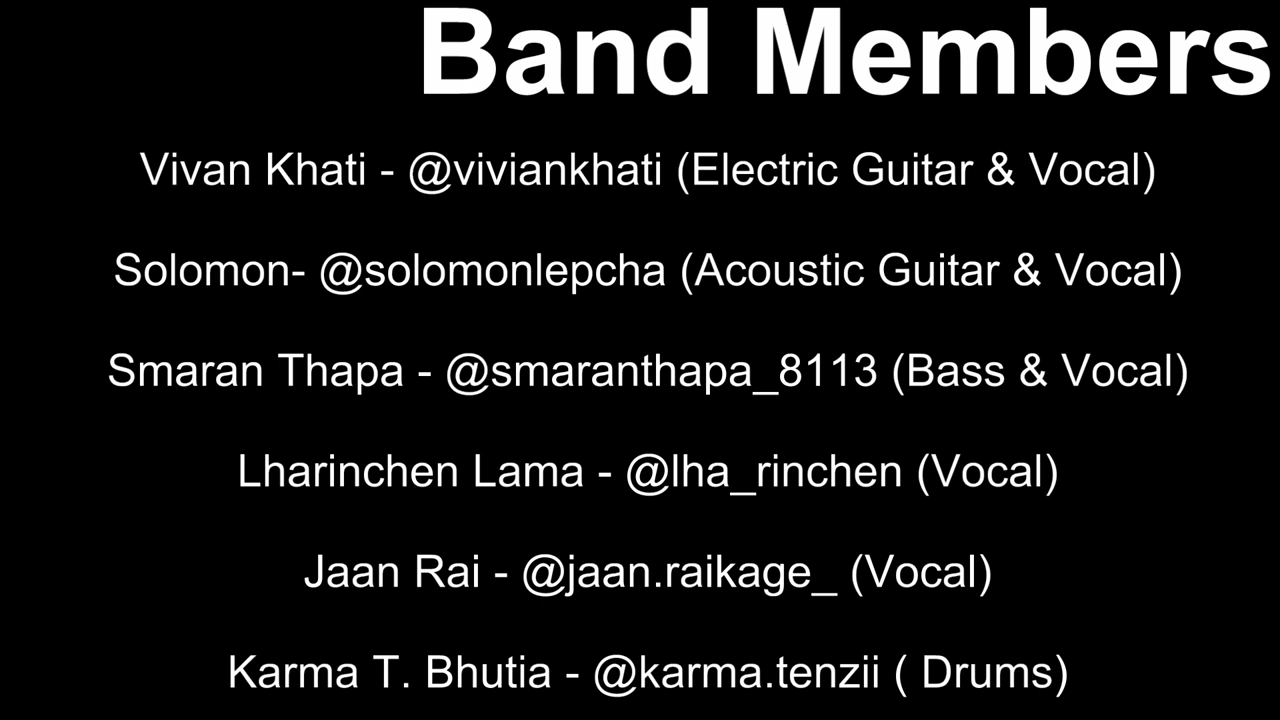 Band Members
Vivan Khati - @viviankhati (Electric Guitar & Vocal)
Solomon- @solomonlepcha (Acoustic Guitar & Vocal)
Smaran Thapa - @smaranthapa_8113 (Bass & Vocal)
Lharinchen Lama - @lha_rinchen (Vocal)
Jaan Rai - @jaan.raikage_ (Vocal)
Karma T. Bhutia - @karma.tenzii ( Drums)